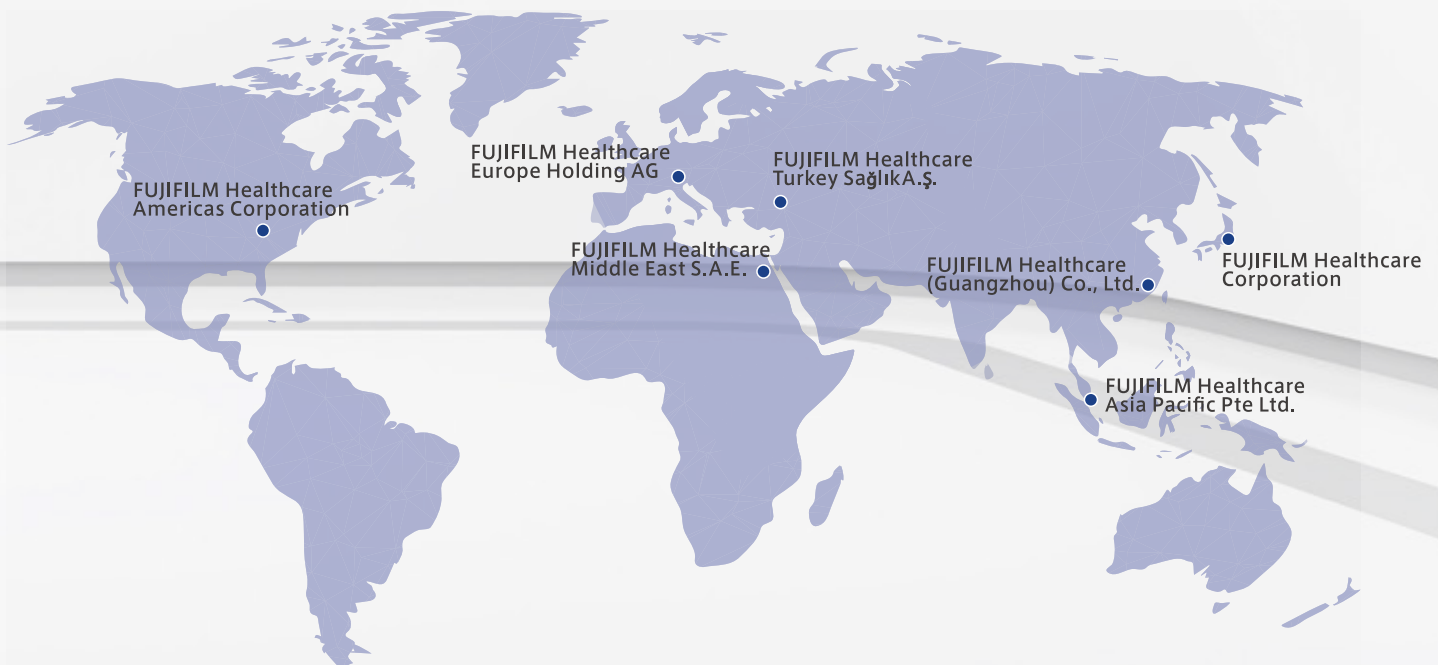 FUJIFILM Healthcare
Europe Holding AG
FUJIFILM Healthcare
Turkey SağlıkA.Ş.
FUJIFILM Healthcare
Americas Corporation
FUJIFILM Healthcare
Middle East S.A.E.
FUJIFILM Healthcare
(Guangzhou) Co., Ltd.
FUJIFILM Healthcare
Corporation
FUJIFILM Healthcare
Asia Pacific Pte Ltd.